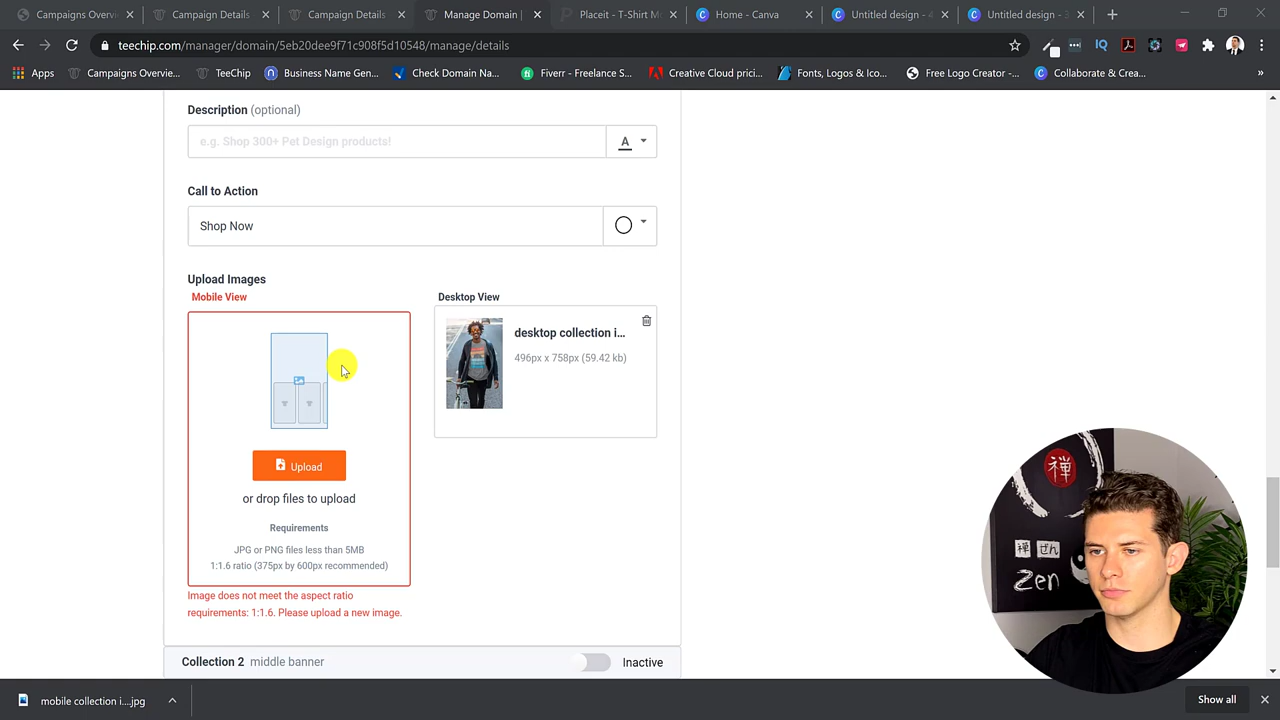 Campaigns Overvi
Campaign Details
Campaign Details
Manage Domain |
Placeit - T-Shirt M
Home - Canva
Untitled design - 4
Untitled design - 3
teechip.com/manager/domain/5eb20dee9f71c908f5d10548/manage/details
Apps
Campaigns Overvie...
TeeChip
Business Name Gen...
Check Domain Na...
Fiverr - Freelance S...
Creative Cloud prici...
Fonts, Logos & Ico...
Free Logo Creator -...
Collaborate & Crea...
Description (optional)
e.g. Shop 300+ Pet Design products!
A
Call to Action
Shop Now
Upload Images
Mobile View
Desktop View
desktop collection i...
496px x 758px (59.42 kb)
Upload
or drop files to upload
Requirements
JPG or PNG files less than 5MB
1:1.6 ratio (375px by 600px recommended)
Image does not meet the aspect ratio
requirements: 1:1.6. Please upload a new image.
Collection 2 middle banner
Inactive
禅
禅 ぜん
Zen
mobile collection i....jpg
Show all